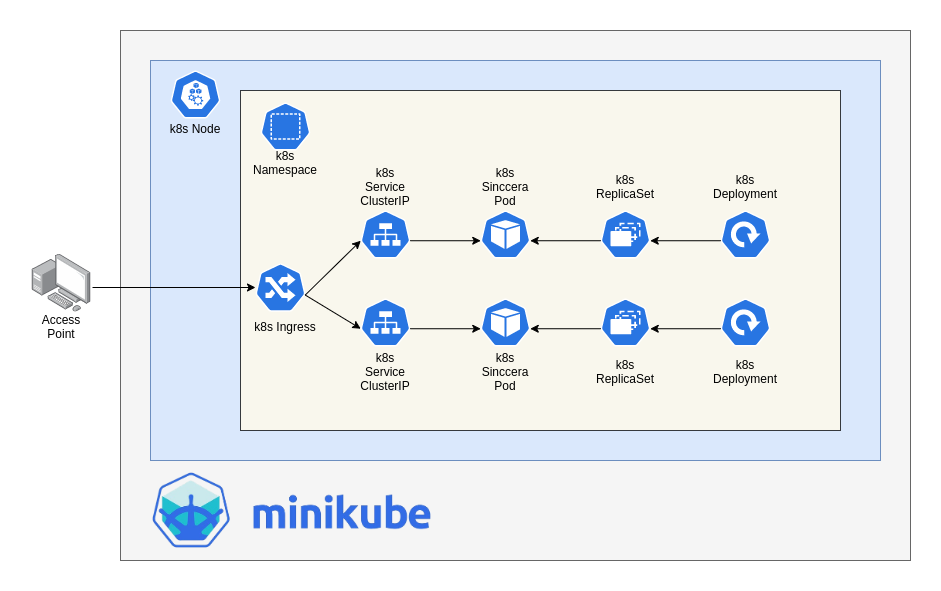 k8s Node
k8s
Namespace
k8s
Service
ClusterIP
k8s
Sinccera
Pod
k8s
ReplicaSet
k8s
Deployment
Access
Point
k8s Ingress
k8s
Service
ClusterIP
k8s
Sinccera
Pod
k8s
ReplicaSet
k8s
Deployment
minikube